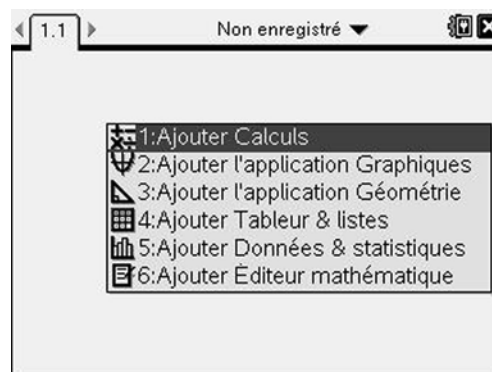 1.1 Non enregistré
1:Ajouter Calculs
2:Ajouter l'application Graphiques
3:Ajouter l'application Géométrie
4:Ajouter Tableur & listes
5:Ajouter Données & statistiques
6:Ajouter Éditeur mathématique